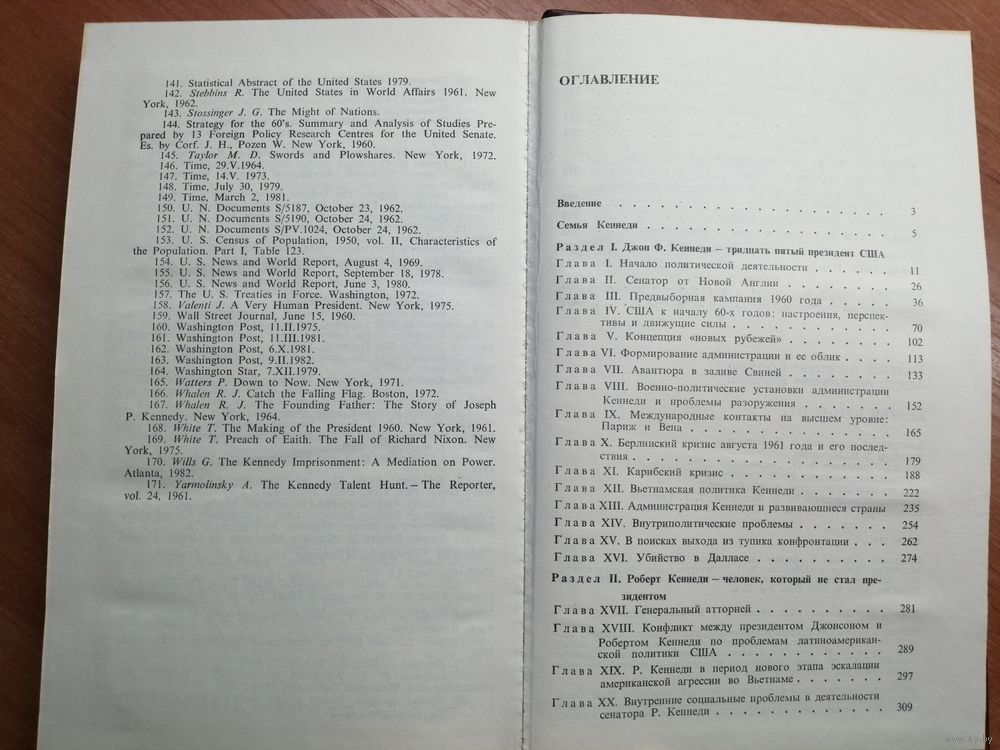 141. Statistical Abstract of the United States 1979.
142. Stebbins R. The United States in World Affairs 1961. New
York, 1962.
143. Stossinger J. G. The Might of Nations.
144. Strategy for the 60's. Summary and Analysis of Studies Pre-
pared by 13 Foreign Policy Research Centres for the United Senate.
Es. by Corf. J. H., Pozen W. New York, 1960.
145. Taylor M. D. Swords and Plowshares. New York, 1972.
146. Time, 29.V.1964.
147. Time, 14.V. 1973.
148. Time, July 30, 1979.
149. Time, March 2, 1981.
150. U. N. Documents S/5187, October 23, 1962.
151. U. N. Documents S/5190, October 24, 1962.
152. U. N. Documents S/PV.1024, October 24, 1962.
153. U. S. Census of Population, 1950, vol. II, Characteristics of
the Population. Part I, Table 123.
154. U. S. News and World Report, August 4, 1969.
155. U. S. News and World Report, September 18, 1978.
156. U. S. News and World Report, June 3, 1980.
157. The U. S. Treaties in Force. Washington, 1972.
158. Valenti J. A Very Human President. New York, 1975.
159. Wall Street Journal, June 15, 1960.
160. Washington Post, 11.II.1975.
161. Washington Post, 11.III.1981.
162. Washington Post, 6.X.1981.
163. Washington Post, 9.II.1982.
164. Washington Star, 7.XII.1979.
165. Watters P. Down to Now. New York, 1971.
166. Whalen R. J. Catch the Falling Flag. Boston, 1972.
167. Whalen R. J. The Founding Father: The Story of Joseph
P. Kennedy. New York, 1964.
168. White T. The Making of the President 1960. New York, 1961.
169. White T. Preach of Eaith. The Fall of Richard Nixon. New
York, 1975.
170. Wills G. The Kennedy Imprisonment: A Mediation on Power.
Atlanta, 1982.
171. Yarmolinsky A. The Kennedy Talent Hunt. — The Reporter,
vol. 24, 1961.
ОГЛАВЛЕНИЕ
Введение . . . . . . . . . . . . . . . 3
Семья Кеннеди . . . . . . . . . . . . . 5
Раздел I. Джон Ф. Кеннеди — тридцать пятый президент США
Глава I. Начало политической деятельности . . . . . . 11
Глава II. Сенатор от Новой Англии . . . . . . . 26
Глава III. Предвыборная кампания 1960 года . . . . . 36
Глава IV. США к началу 60-х годов: настроения, перспек-
тивы и движущие силы . . . . . . . . . . 70
Глава V. Концепция «новых рубежей» . . . . . . . 102
Глава VI. Формирование администрации и ее облик . . . . 113
Глава VII. Авантюра в заливе Свиней . . . . . . . 133
Глава VIII. Военно-политические установки администрации
Кеннеди и проблемы разоружения . . . . . . . 152
Глава IX. Международные контакты на высшем уровне:
Париж и Вена . . . . . . . . . . . . 165
Глава X. Берлинский кризис августа 1961 года и его послед-
ствия . . . . . . . . . . . . . . 179
Глава XI. Карибский кризис . . . . . . . . . 188
Глава XII. Вьетнамская политика Кеннеди . . . . . . 222
Глава XIII. Администрация Кеннеди и развивающиеся страны 235
Глава XIV. Внутриполитические проблемы . . . . . . 254
Глава XV. В поисках выхода из тупика конфронтации . . . 262
Глава XVI. Убийство в Далласе . . . . . . . . . 274
Раздел II. Роберт Кеннеди — человек, который не стал пре-
зидентом
Глава XVII. Генеральный атторней . . . . . . . . . 281
Глава XVIII. Конфликт между президентом Джонсоном и
Робертом Кеннеди по проблемам латиноамерикан-
ской политики США . . . . . . . . . . . 289
Глава XIX. Р. Кеннеди в период нового этапа эскалации
американской агрессии во Вьетнаме . . . . . . . 297
Глава XX. Внутренние социальные проблемы в деятельности
сенатора Р. Кеннеди . . . . . . . . . . . 309
www.ay.by